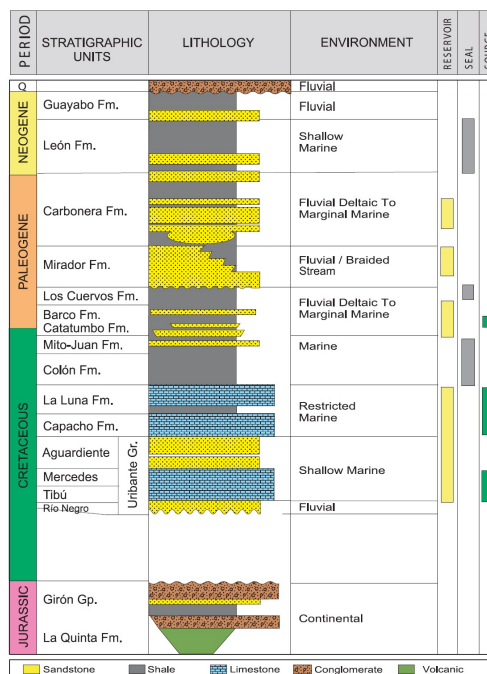 PERIOD
STRATIGRAPHIC
UNITS
LITHOLOGY
ENVIRONMENT
RESERVOIR
SEAL
Q
Fluvial
NEOGENE
Guayabo Fm.
Fluvial
León Fm.
Shallow
Marine
PALEOGENE
Carbonera Fm.
Fluvial Deltaic To
Marginal Marine
Mirador Fm.
Fluvial / Braided
Stream
Los Cuervos Fm.
Barco Fm.
Catatumbo Fm.
Fluvial Deltaic To
Marginal Marine
CRETACEOUS
Mito-Juan Fm.
Marine
Colón Fm.
La Luna Fm.
Capacho Fm.
Restricted
Marine
Aguardiente
Mercedes
Tibú
Río Negro
Uribante Gr.
Shallow Marine
Fluvial
JURASSIC
Girón Gp.
La Quinta Fm.
Continental
Sandstone
Shale
Limestone
Conglomerate
Volcanic